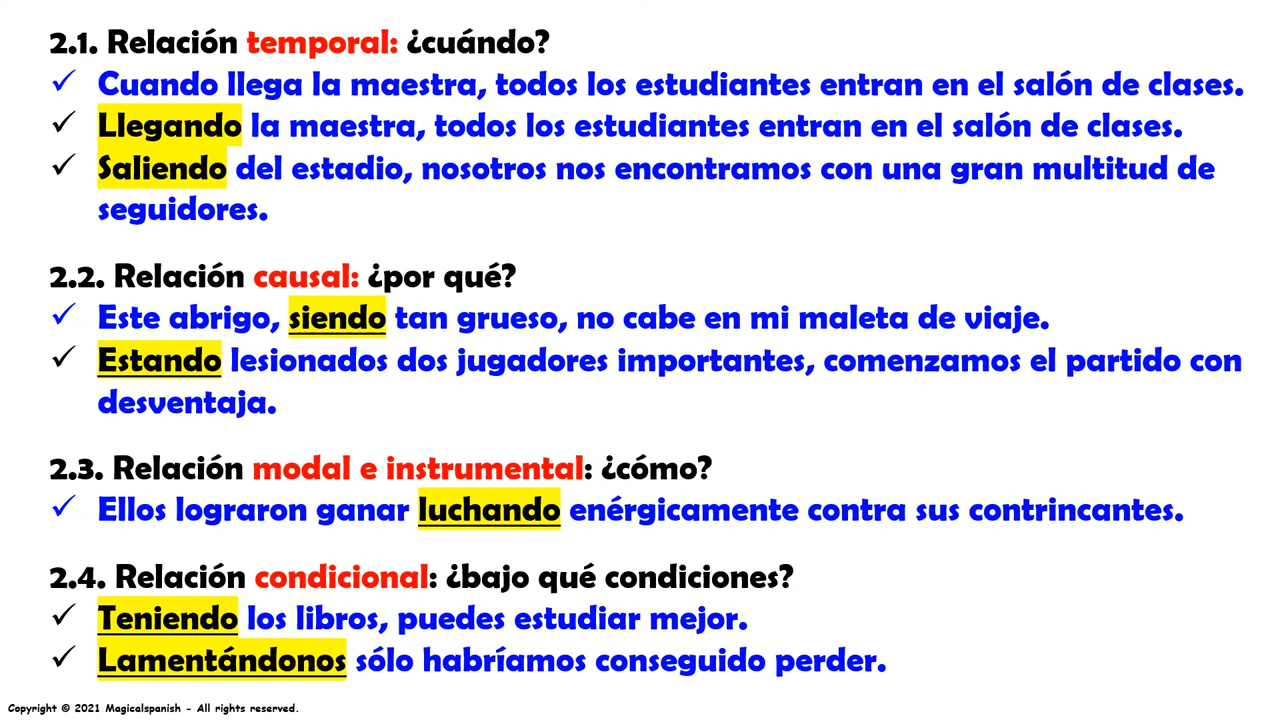 2.1. Relación temporal: ¿cuándo?
✓ Cuando llega la maestra, todos los estudiantes entran en el salón de clases.
✓ Llegando la maestra, todos los estudiantes entran en el salón de clases.
✓ Saliendo del estadio, nosotros nos encontramos con una gran multitud de
seguidores.
2.2. Relación causal: ¿por qué?
✓ Este abrigo, siendo tan grueso, no cabe en mi maleta de viaje.
✓ Estando lesionados dos jugadores importantes, comenzamos el partido con
desventaja.
2.3. Relación modal e instrumental: ¿cómo?
✓ Ellos lograron ganar luchando enérgicamente contra sus contrincantes.
2.4. Relación condicional: ¿bajo qué condiciones?
✓ Teniendo los libros, puedes estudiar mejor.
✓ Lamentándonos sólo habríamos conseguido perder.
Copyright © 2021 Magicalspanish - All rights reserved.